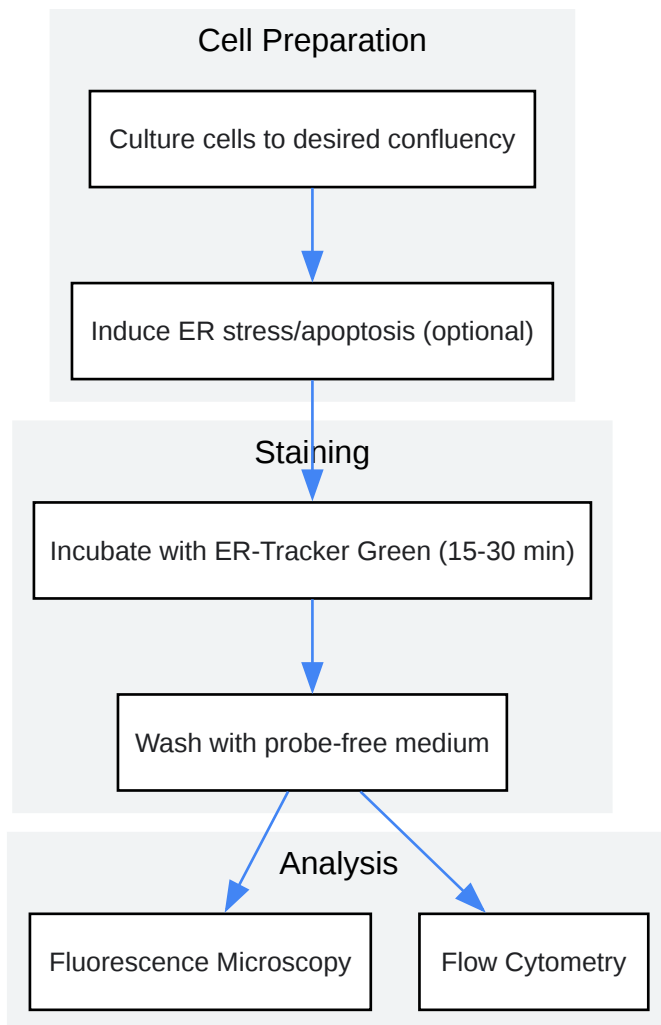 Cell Preparation
Culture cells to desired confluency
Induce ER stress/apoptosis (optional)
Staining
Incubate with ER-Tracker Green (15-30 min)
Wash with probe-free medium
Analysis
Fluorescence Microscopy
Flow Cytometry